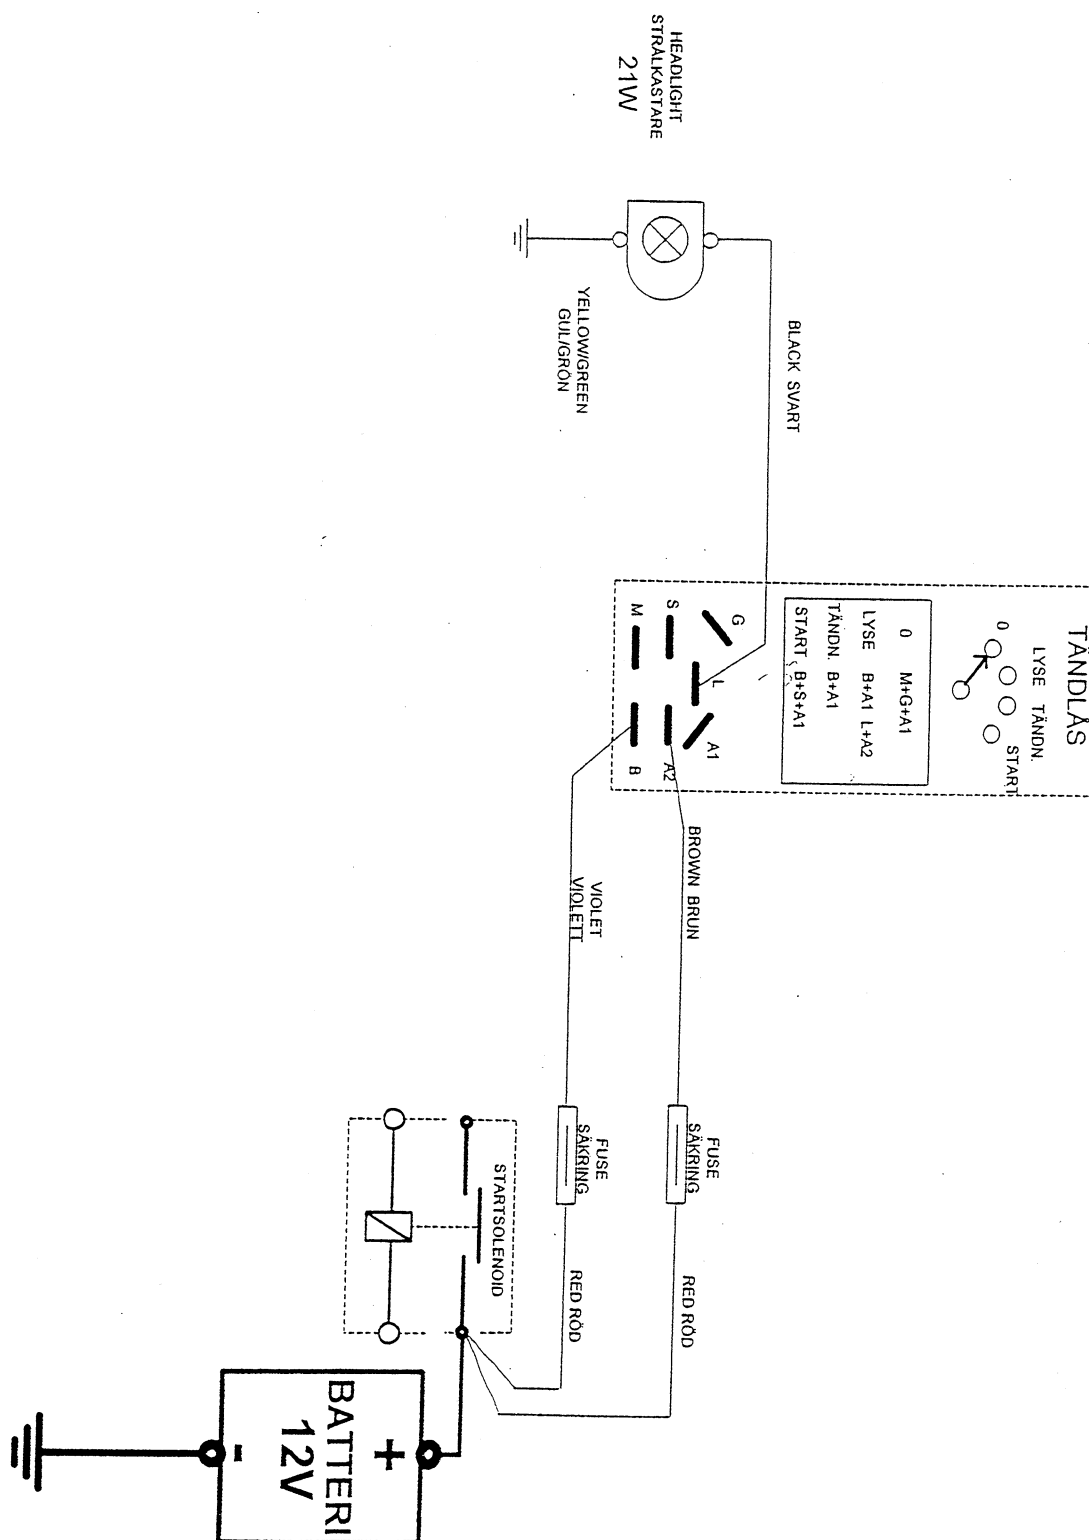 HEADLIGHT
STRÅLKASTARE
21W
YELLOW/GREEN
GUL/GRÖN
BLACK SVART
TÄNDLÅS
LYSE TÄNDN.
0
START
0 M+G+A1
LYSE B+A1 L+A2
TÄNDN. B+A1
START B+S+A1
G
L
A1
S
A2
M
B
BROWN BRUN
VIOLET
VIOLETT
FUSE
SÄKRING
FUSE
SÄKRING
RED RÖD
RED RÖD
STARTSOLENOID
BATTERI
12V
+
-